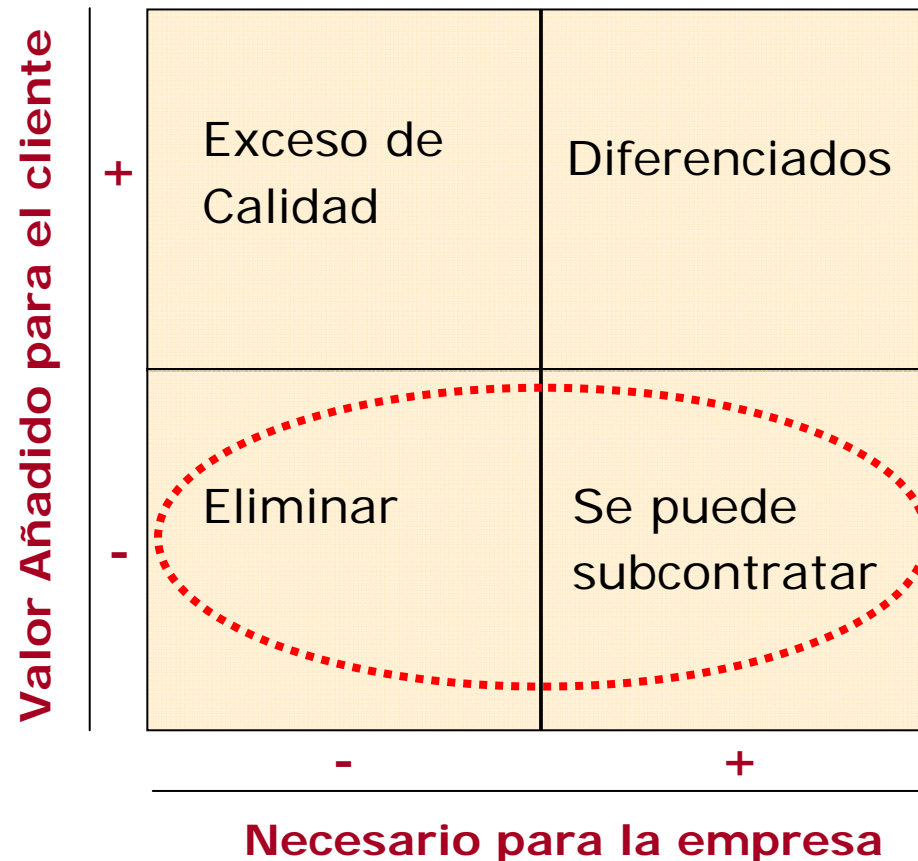 Valor Añadido para el cliente
+
Exceso de
Calidad
Diferenciados
-
Eliminar
Se puede
subcontratar
-
+
Necesario para la empresa